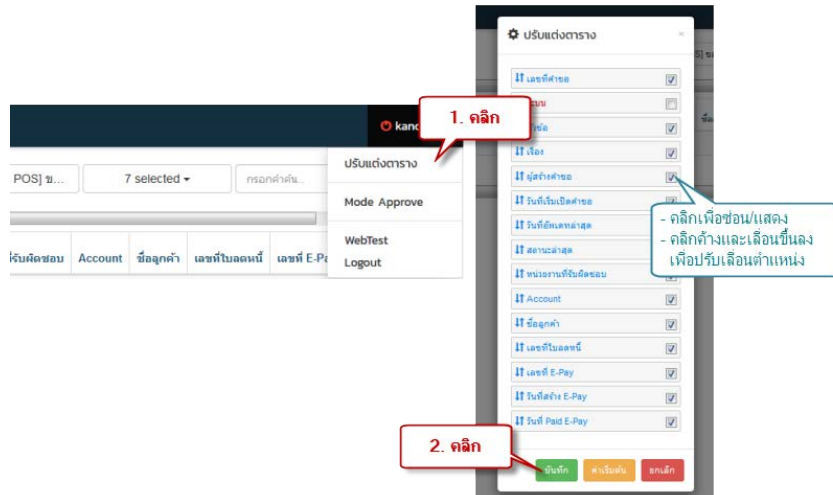 ปรับแต่งตาราง
×
เลขที่คำขอ
เรื่อง
ผู้สร้างคำขอ
วันที่เริ่มเปิดคำขอ
วันที่อัพเดทล่าสุด
สถานะล่าสุด
หน่วยงานที่รับผิดชอบ
Account
ชื่อลูกค้า
เลขที่ใบลดหนี้
เลขที่ E-Pay
วันที่สร้าง E-Pay
วันที่ Paid E-Pay
บันทึก ค่าเริ่มต้น ยกเลิก
1. คลิก
2. คลิก
- คลิกเพื่อซ่อน/แสดง
- คลิกค้างและเลื่อนขึ้นลง
เพื่อปรับเลื่อนตำแหน่ง
kanc
POS] ข... 7 selected กรอกคำค้น..
ปรับแต่งตาราง
Mode Approve
WebTest
Logout
รับผิดชอบ Account ชื่อลูกค้า เลขที่ใบลดหนี้ เลขที่ E-Pa